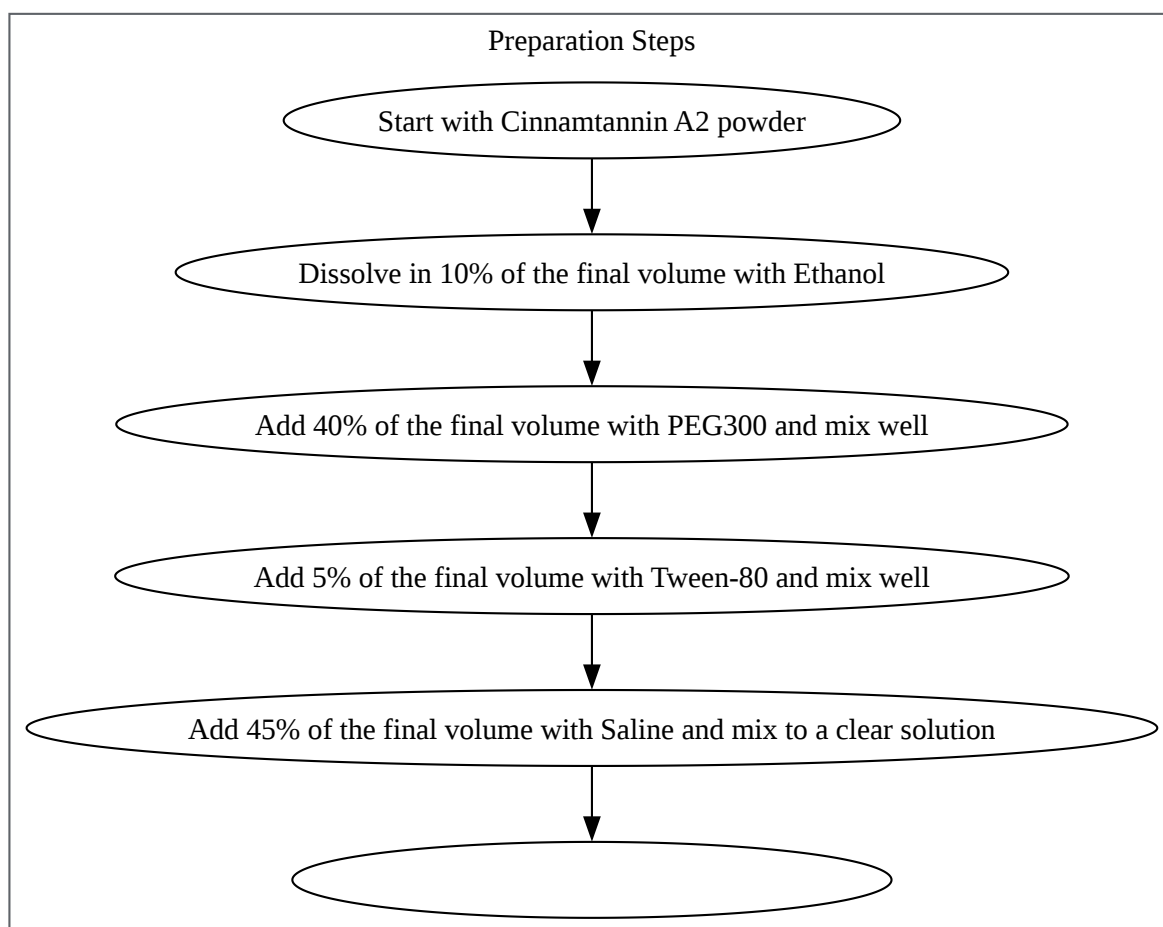 Preparation Steps
Start with Cinnamtannin A2 powder
Dissolve in 10% of the final volume with Ethanol
Add 40% of the final volume with PEG300 and mix well
Add 5% of the final volume with Tween-80 and mix well
Add 45% of the final volume with Saline and mix to a clear solution